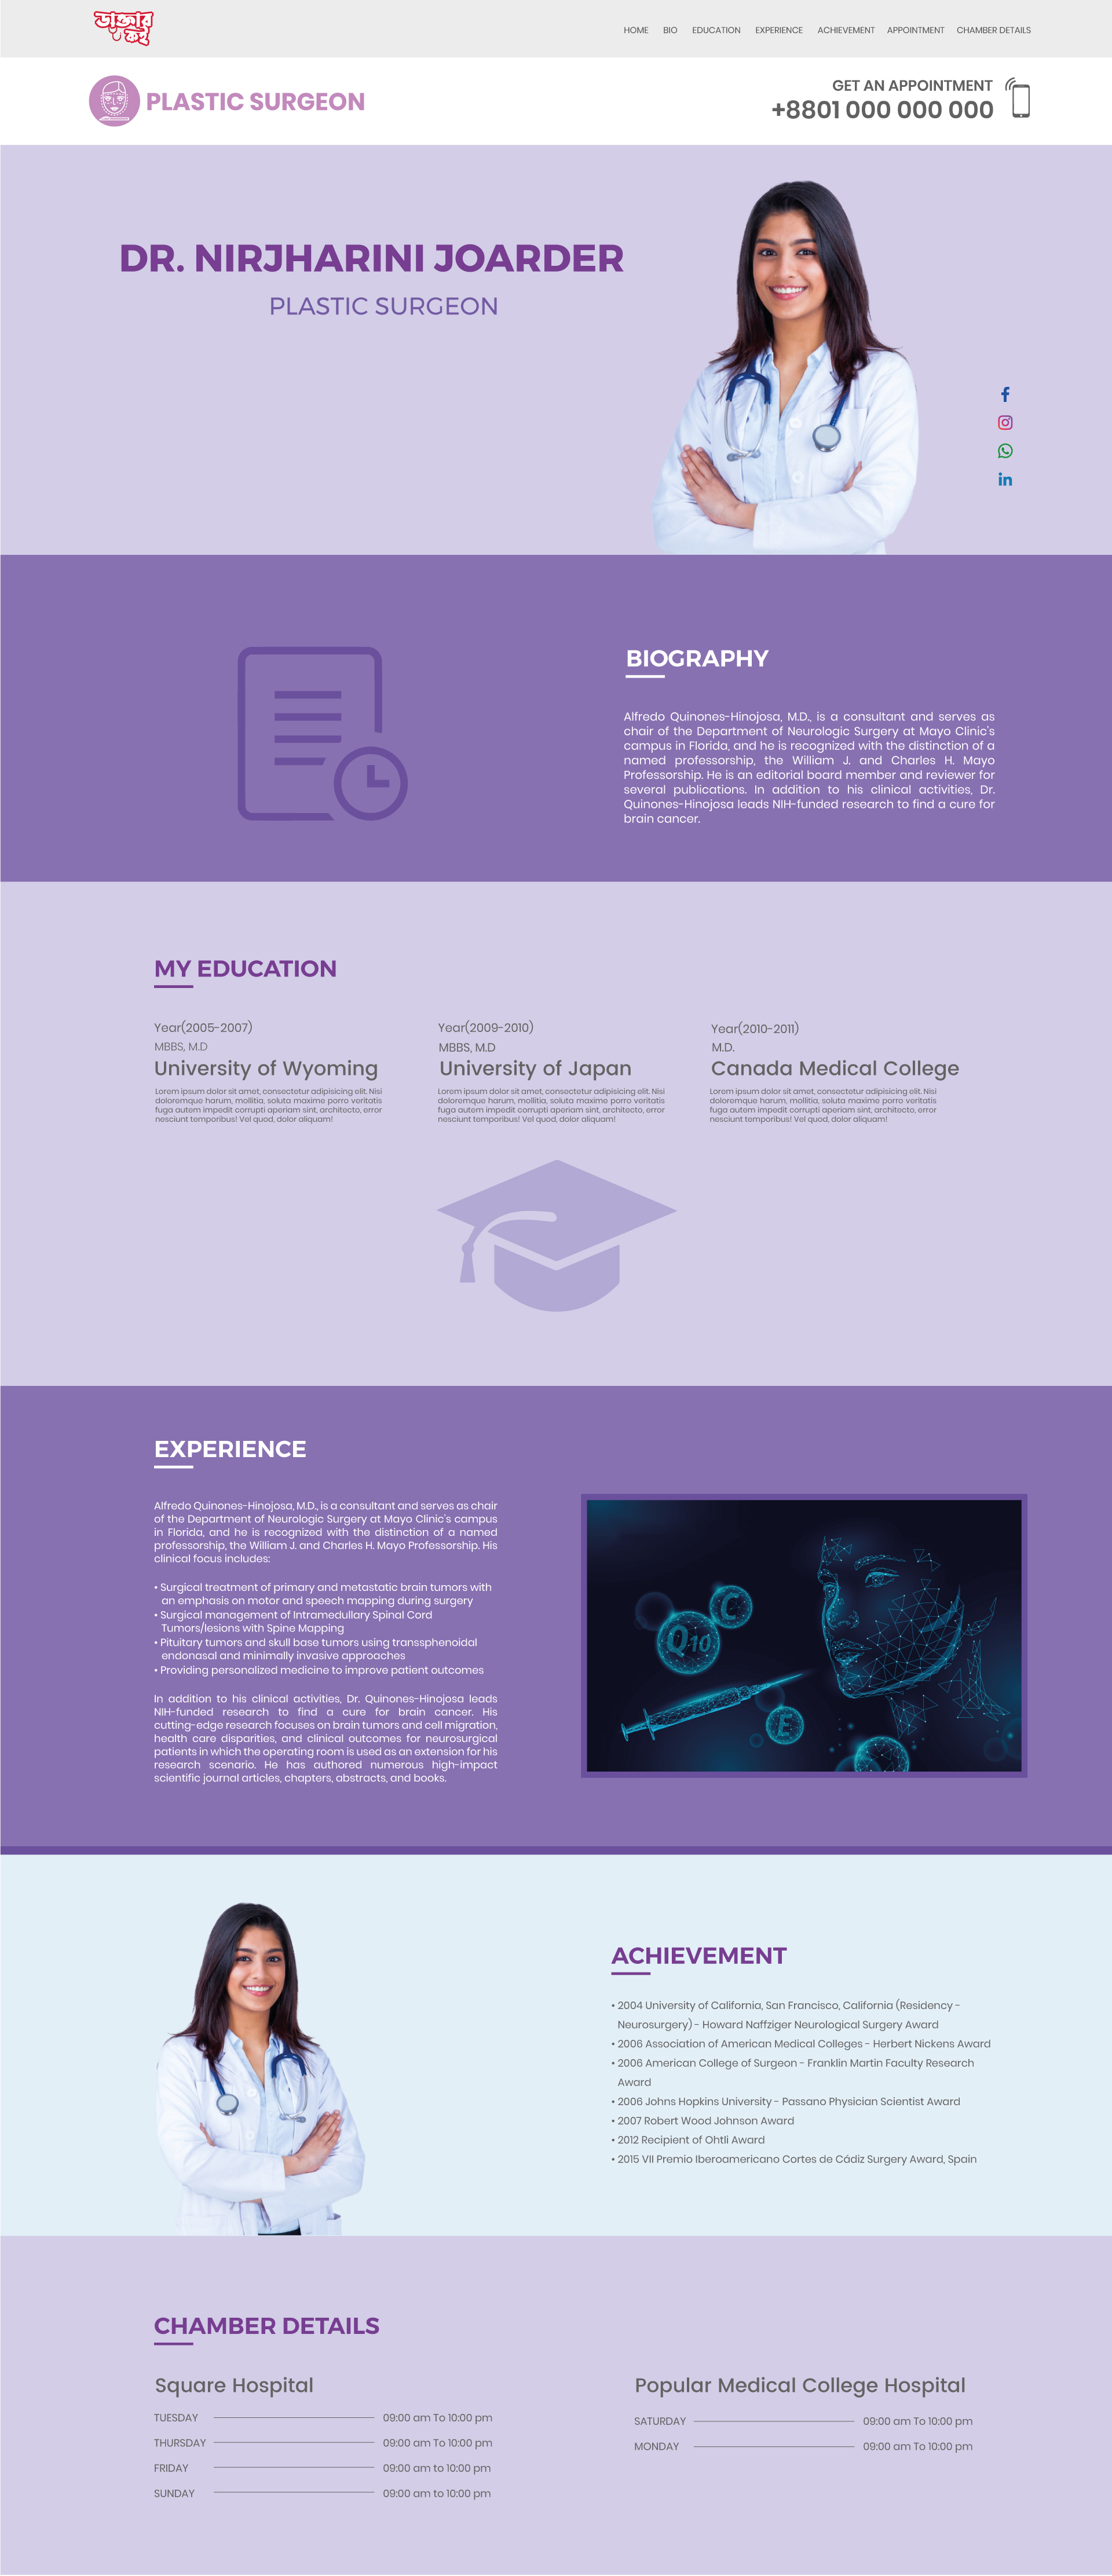 ডাক্তার
কই
HOME BIO EDUCATION EXPERIENCE ACHIEVEMENT APPOINTMENT CHAMBER DETAILS
PLASTIC SURGEON
GET AN APPOINTMENT
+8801 000 000 000
DR. NIRJHARINI JOARDER
PLASTIC SURGEON
BIOGRAPHY
Alfredo Quinones-Hinojosa, M.D., is a consultant and serves as
chair of the Department of Neurologic Surgery at Mayo Clinic's
campus in Florida, and he is recognized with the distinction of a
named professorship, the William J. and Charles H. Mayo
Professorship. He is an editorial board member and reviewer for
several publications. In addition to his clinical activities, Dr.
Quinones-Hinojosa leads NIH-funded research to find a cure for
brain cancer.
MY EDUCATION
Year(2005-2007)
MBBS, M.D
University of Wyoming
Lorem ipsum dolor sit amet, consectetur adipisicing elit. Nisi
doloremque harum, mollitia, soluta maxime porro veritatis
fuga autem impedit corrupti aperiam sint, architecto, error
nesciunt temporibus! Vel quod, dolor aliquam!
Year(2009-2010)
MBBS, M.D
University of Japan
Lorem ipsum dolor sit amet, consectetur adipisicing elit. Nisi
doloremque harum, mollitia, soluta maxime porro veritatis
fuga autem impedit corrupti aperiam sint, architecto, error
nesciunt temporibus! Vel quod, dolor aliquam!
Year(2010-2011)
M.D.
Canada Medical College
Lorem ipsum dolor sit amet, consectetur adipisicing elit. Nisi
doloremque harum, mollitia, soluta maxime porro veritatis
fuga autem impedit corrupti aperiam sint, architecto, error
nesciunt temporibus! Vel quod, dolor aliquam!
EXPERIENCE
Alfredo Quinones-Hinojosa, M.D., is a consultant and serves as chair
of the Department of Neurologic Surgery at Mayo Clinic's campus
in Florida, and he is recognized with the distinction of a named
professorship, the William J. and Charles H. Mayo Professorship. His
clinical focus includes:
• Surgical treatment of primary and metastatic brain tumors with
an emphasis on motor and speech mapping during surgery
• Surgical management of Intramedullary Spinal Cord
Tumors/lesions with Spine Mapping
• Pituitary tumors and skull base tumors using transsphenoidal
endonasal and minimally invasive approaches
• Providing personalized medicine to improve patient outcomes
In addition to his clinical activities, Dr. Quinones-Hinojosa leads
NIH-funded research to find a cure for brain cancer. His
cutting-edge research focuses on brain tumors and cell migration,
health care disparities, and clinical outcomes for neurosurgical
patients in which the operating room is used as an extension for his
research scenario. He has authored numerous high-impact
scientific journal articles, chapters, abstracts, and books.
C
Q10
E
ACHIEVEMENT
• 2004 University of California, San Francisco, California (Residency -
Neurosurgery) - Howard Naffziger Neurological Surgery Award
• 2006 Association of American Medical Colleges - Herbert Nickens Award
• 2006 American College of Surgeon - Franklin Martin Faculty Research
Award
• 2006 Johns Hopkins University - Passano Physician Scientist Award
• 2007 Robert Wood Johnson Award
• 2012 Recipient of Ohtli Award
• 2015 VII Premio Iberoamericano Cortes de Cádiz Surgery Award, Spain
CHAMBER DETAILS
Square Hospital
TUESDAY 09:00 am To 10:00 pm
THURSDAY 09:00 am To 10:00 pm
FRIDAY 09:00 am to 10:00 pm
SUNDAY 09:00 am to 10:00 pm
Popular Medical College Hospital
SATURDAY 09:00 am To 10:00 pm
MONDAY 09:00 am To 10:00 pm